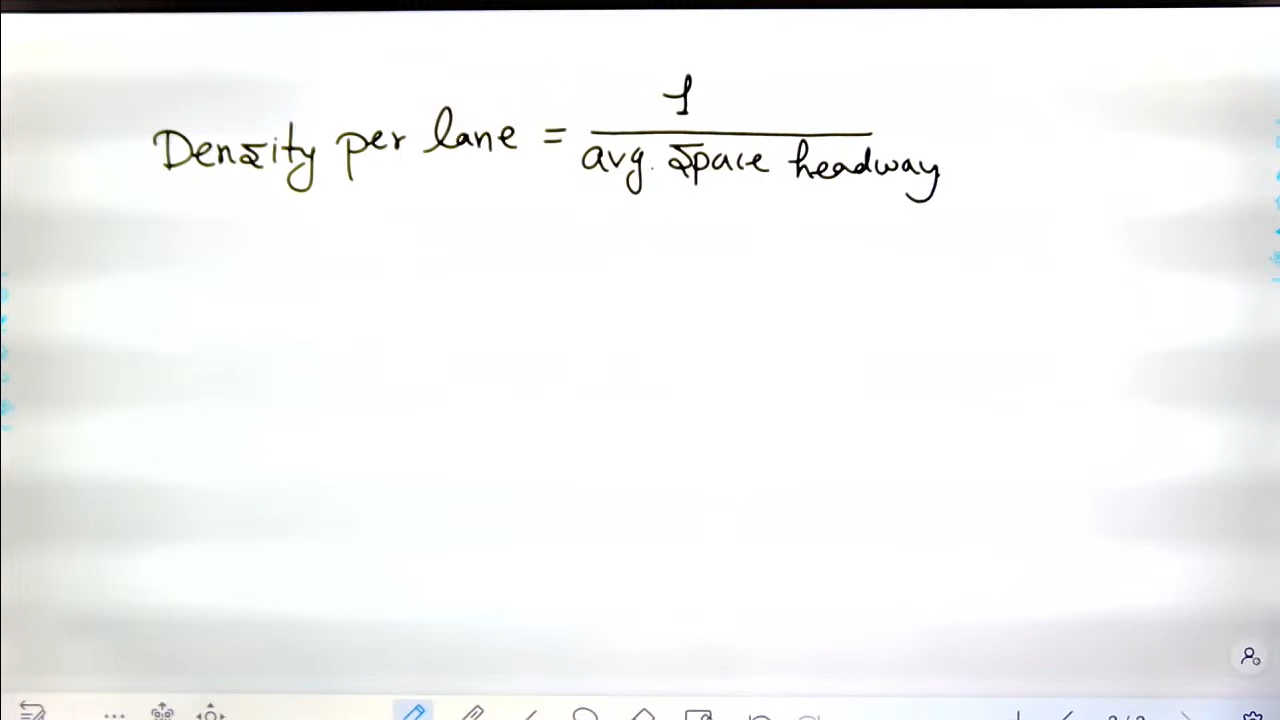 Density per lane = 1 / avg. space headway